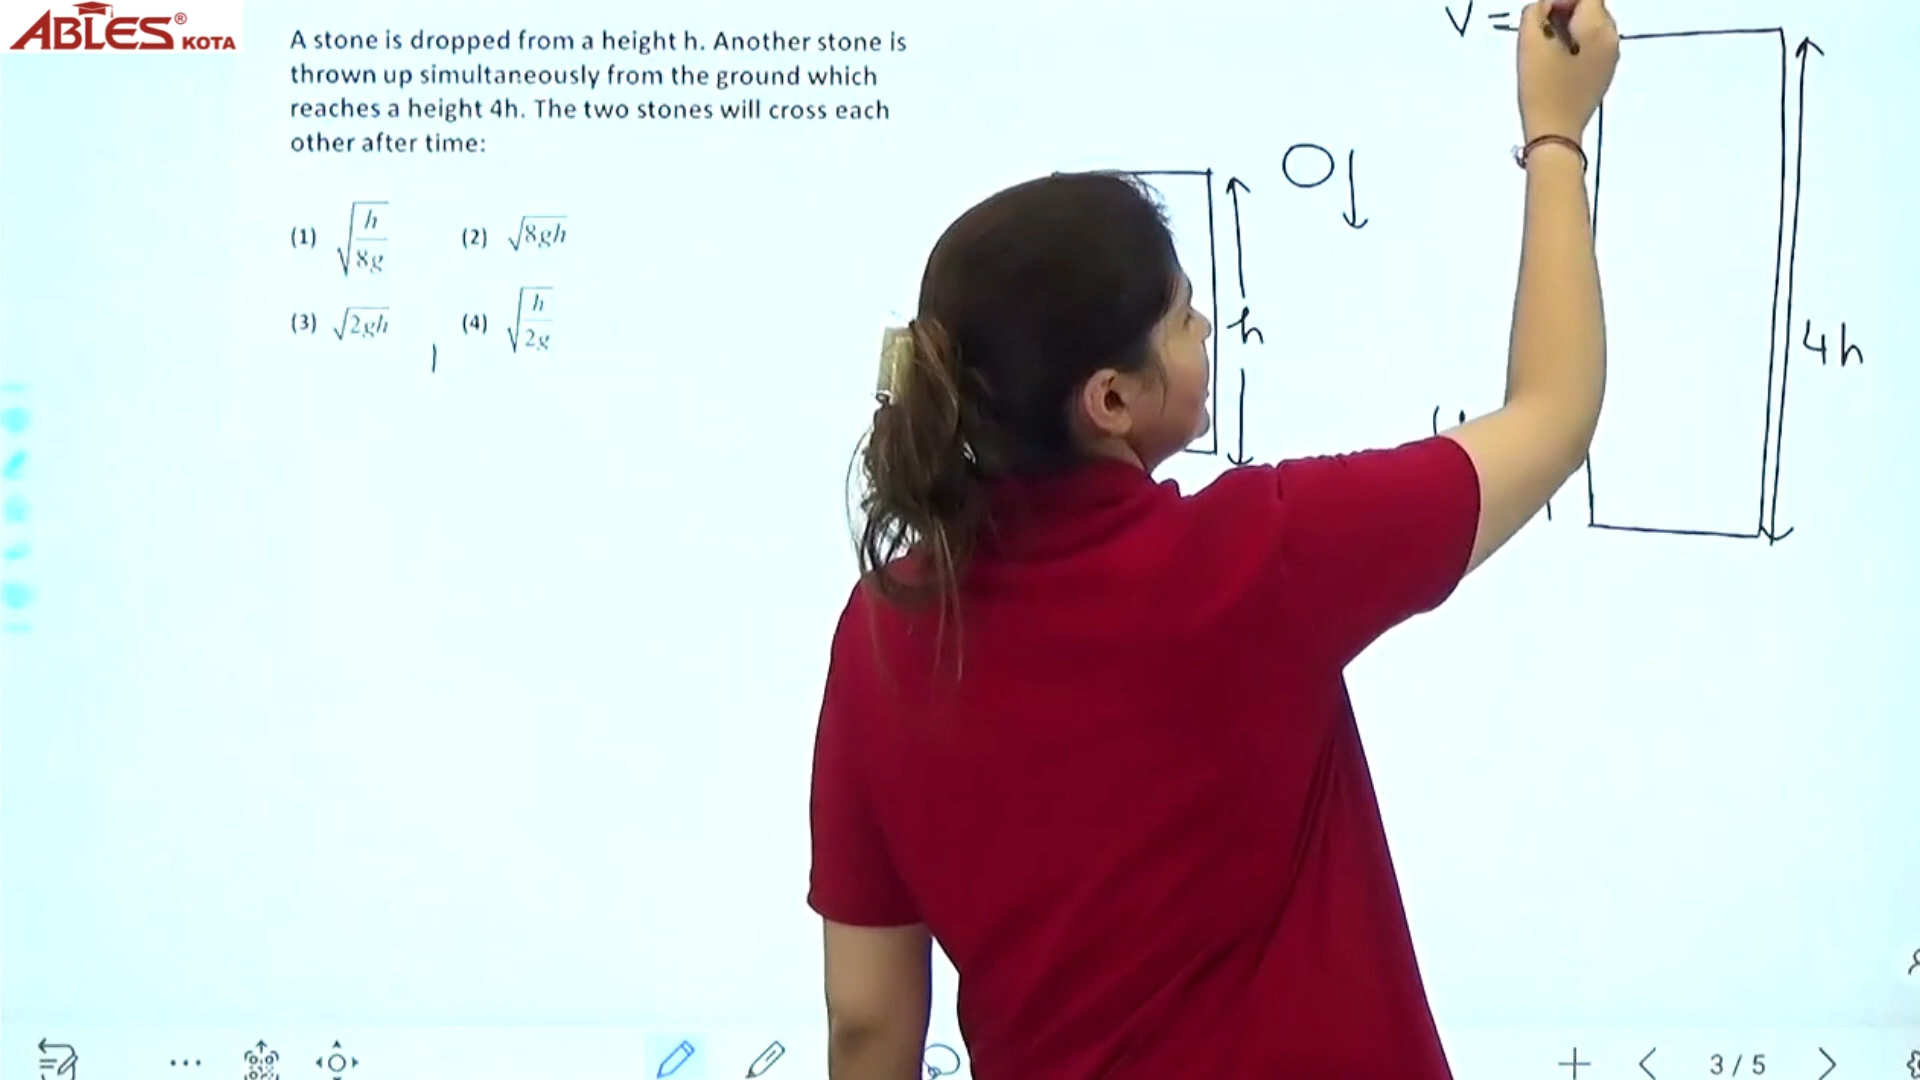 ABLES® KOTA
A stone is dropped from a height h. Another stone is
thrown up simultaneously from the ground which
reaches a height 4h. The two stones will cross each
other after time:
(1) √(h/8g) (2) √8gh
(3) √2gh (4) √(h/2g)
V =
h
4h
3 / 5